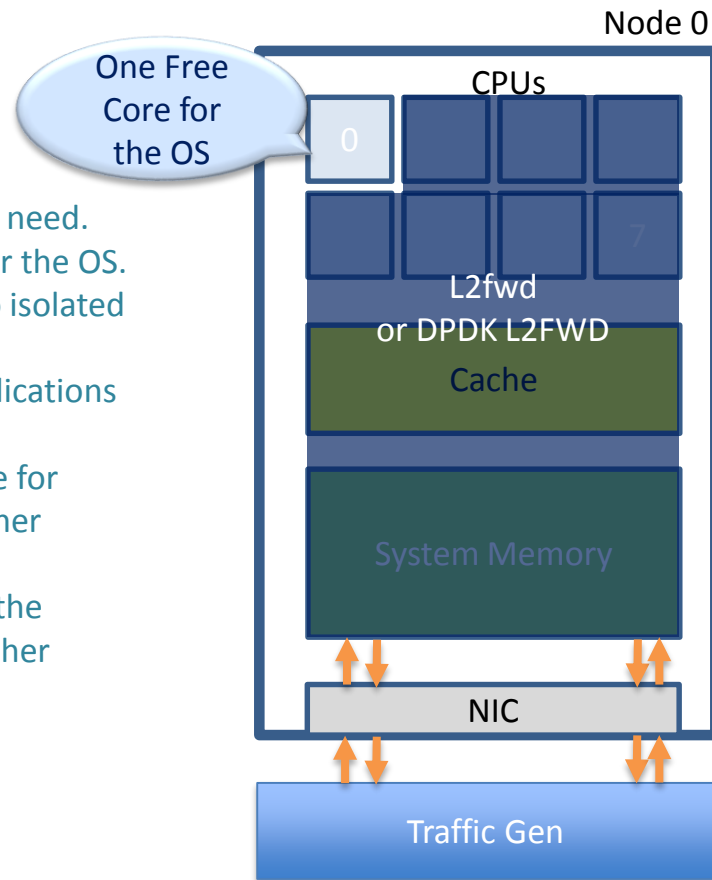 Node 0
One Free
Core for
the OS
CPUs
0
7
need.
r the OS.
isolated
lications
e for
her
the
her
L2fwd
or DPDK L2FWD
Cache
System Memory
NIC
Traffic Gen